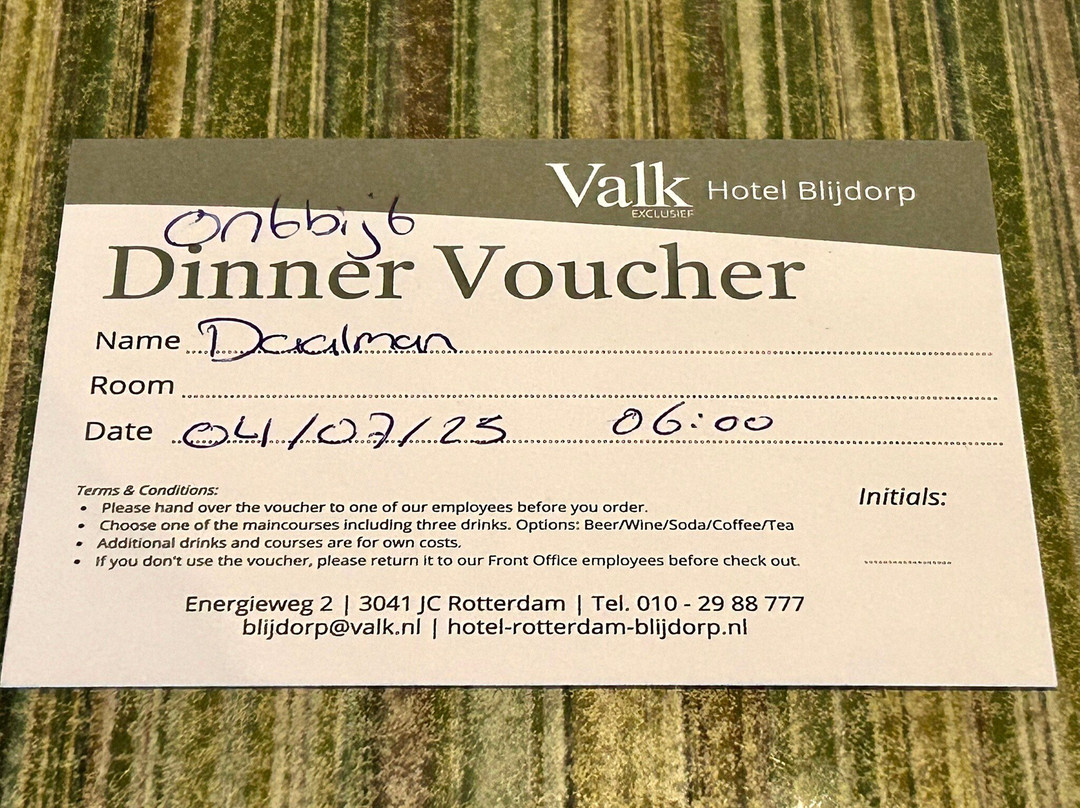 Valk Hotel Blijdorp
EXCLUSIEF
Ontbijt
Dinner Voucher
Name Daalman
Room
Date 04/07/25 06:00
Terms & Conditions:
• Please hand over the voucher to one of our employees before you order.
• Choose one of the maincourses including three drinks. Options: Beer/Wine/Soda/Coffee/Tea
• Additional drinks and courses are for own costs.
• If you don't use the voucher, please return it to our Front Office employees before check out.
Initials:
Energieweg 2 | 3041 JC Rotterdam | Tel. 010 - 29 88 777
blijdorp@valk.nl | hotel-rotterdam-blijdorp.nl